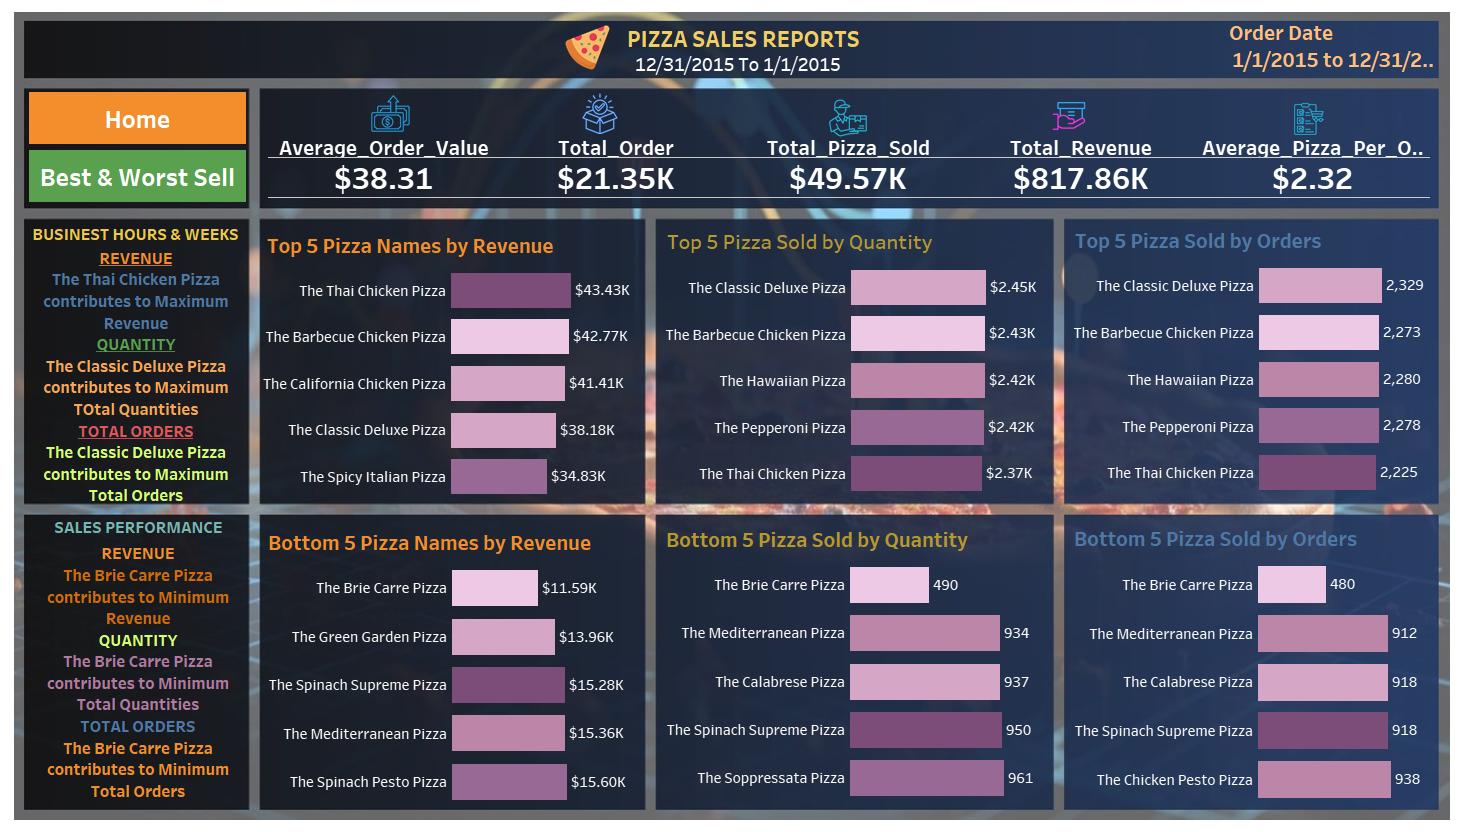 PIZZA SALES REPORTS
12/31/2015 To 1/1/2015
Order Date
1/1/2015 to 12/31/2..
Home
Best & Worst Sell
Average_Order_Value
$38.31
Total_Order
$21.35K
Total_Pizza_Sold
$49.57K
Total_Revenue
$817.86K
Average_Pizza_Per_O..
$2.32
BUSINEST HOURS & WEEKS
REVENUE
The Thai Chicken Pizza
contributes to Maximum
Revenue
QUANTITY
The Classic Deluxe Pizza
contributes to Maximum
TOtal Quantities
TOTAL ORDERS
The Classic Deluxe Pizza
contributes to Maximum
Total Orders
Top 5 Pizza Names by Revenue
The Thai Chicken Pizza $43.43K
The Barbecue Chicken Pizza $42.77K
The California Chicken Pizza $41.41K
The Classic Deluxe Pizza $38.18K
The Spicy Italian Pizza $34.83K
Top 5 Pizza Sold by Quantity
The Classic Deluxe Pizza $2.45K
The Barbecue Chicken Pizza $2.43K
The Hawaiian Pizza $2.42K
The Pepperoni Pizza $2.42K
The Thai Chicken Pizza $2.37K
Top 5 Pizza Sold by Orders
The Classic Deluxe Pizza 2,329
The Barbecue Chicken Pizza 2,273
The Hawaiian Pizza 2,280
The Pepperoni Pizza 2,278
The Thai Chicken Pizza 2,225
SALES PERFORMANCE
REVENUE
The Brie Carre Pizza
contributes to Minimum
Revenue
QUANTITY
The Brie Carre Pizza
contributes to Minimum
Total Quantities
TOTAL ORDERS
The Brie Carre Pizza
contributes to Minimum
Total Orders
Bottom 5 Pizza Names by Revenue
The Brie Carre Pizza $11.59K
The Green Garden Pizza $13.96K
The Spinach Supreme Pizza $15.28K
The Mediterranean Pizza $15.36K
The Spinach Pesto Pizza $15.60K
Bottom 5 Pizza Sold by Quantity
The Brie Carre Pizza 490
The Mediterranean Pizza 934
The Calabrese Pizza 937
The Spinach Supreme Pizza 950
The Soppressata Pizza 961
Bottom 5 Pizza Sold by Orders
The Brie Carre Pizza 480
The Mediterranean Pizza 912
The Calabrese Pizza 918
The Spinach Supreme Pizza 918
The Chicken Pesto Pizza 938